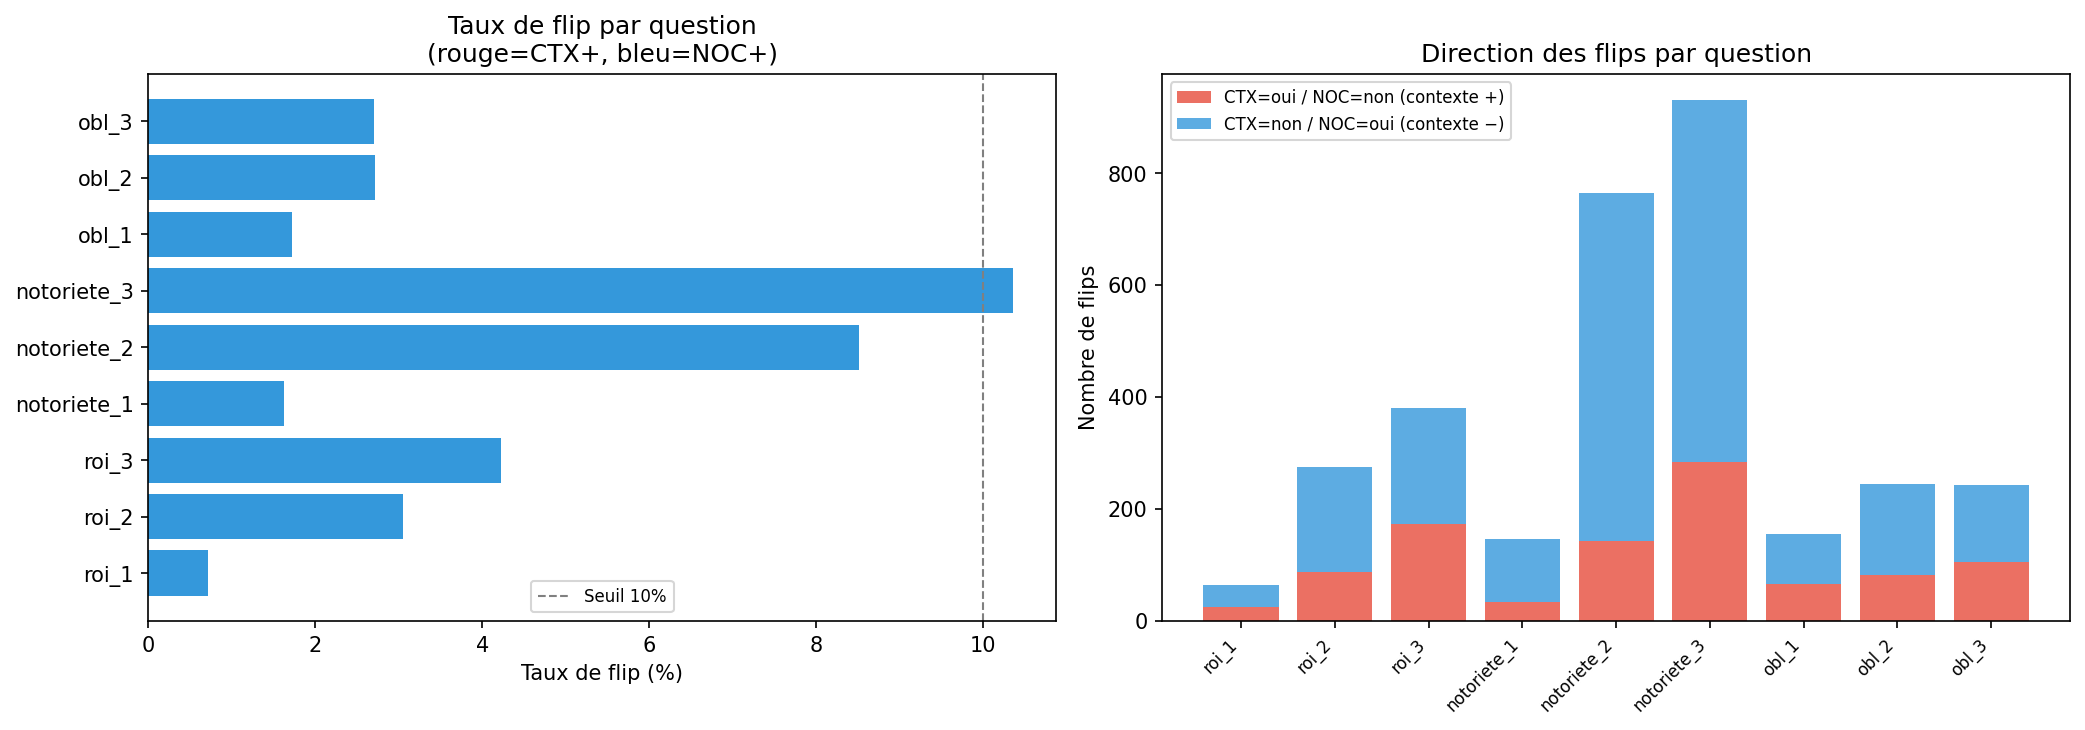 Taux de flip par question
(rouge=CTX+, bleu=NOC+)
obl_3
obl_2
obl_1
notoriete_3
notoriete_2
notoriete_1
roi_3
roi_2
roi_1
Seuil 10%
0 2 4 6 8 10
Taux de flip (%)
Direction des flips par question
CTX=oui / NOC=non (contexte +)
CTX=non / NOC=oui (contexte −)
Nombre de flips
800
600
400
200
0
roi_1 roi_2 roi_3 notoriete_1 notoriete_2 notoriete_3 obl_1 obl_2 obl_3